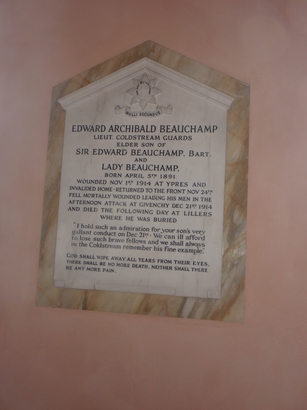 NULLI SECUNDUS
EDWARD ARCHIBALD BEAUCHAMP
LIEUT. COLDSTREAM GUARDS
ELDER SON OF
SIR EDWARD BEAUCHAMP, BART.
AND
LADY BEAUCHAMP.
BORN APRIL 5TH 1891
WOUNDED NOV 1ST 1914 AT YPRES AND
INVALIDED HOME-RETURNED TO THE FRONT NOV 24TH
FELL MORTALLY WOUNDED LEADING HIS MEN IN THE
AFTERNOON ATTACK AT GIVENCHY DEC 21ST 1914
AND DIED THE FOLLOWING DAY AT LILLERS
WHERE HE WAS BURIED
"I hold such an admiration for your son's very
gallant conduct on Dec 21st - We can ill afford
to lose such brave fellows and we shall always
in the Coldstream remember his fine example."
GOD SHALL WIPE AWAY ALL TEARS FROM THEIR EYES,
THERE SHALL BE NO MORE DEATH, NEITHER SHALL THERE
BE ANY MORE PAIN.